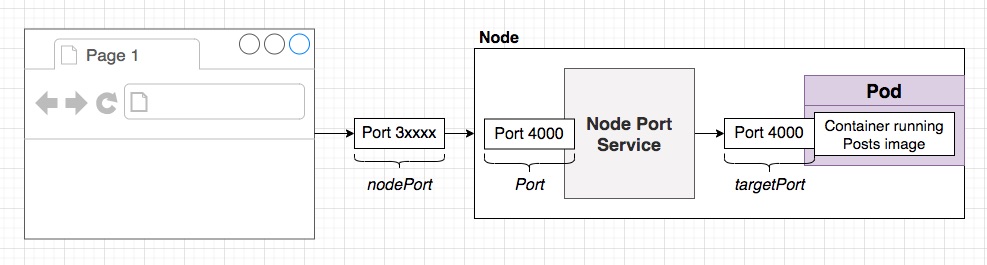 Node
Page 1
Pod
Port 3xxxx
Port 4000
Node Port
Service
Port 4000
Container running
Posts image
nodePort
Port
targetPort